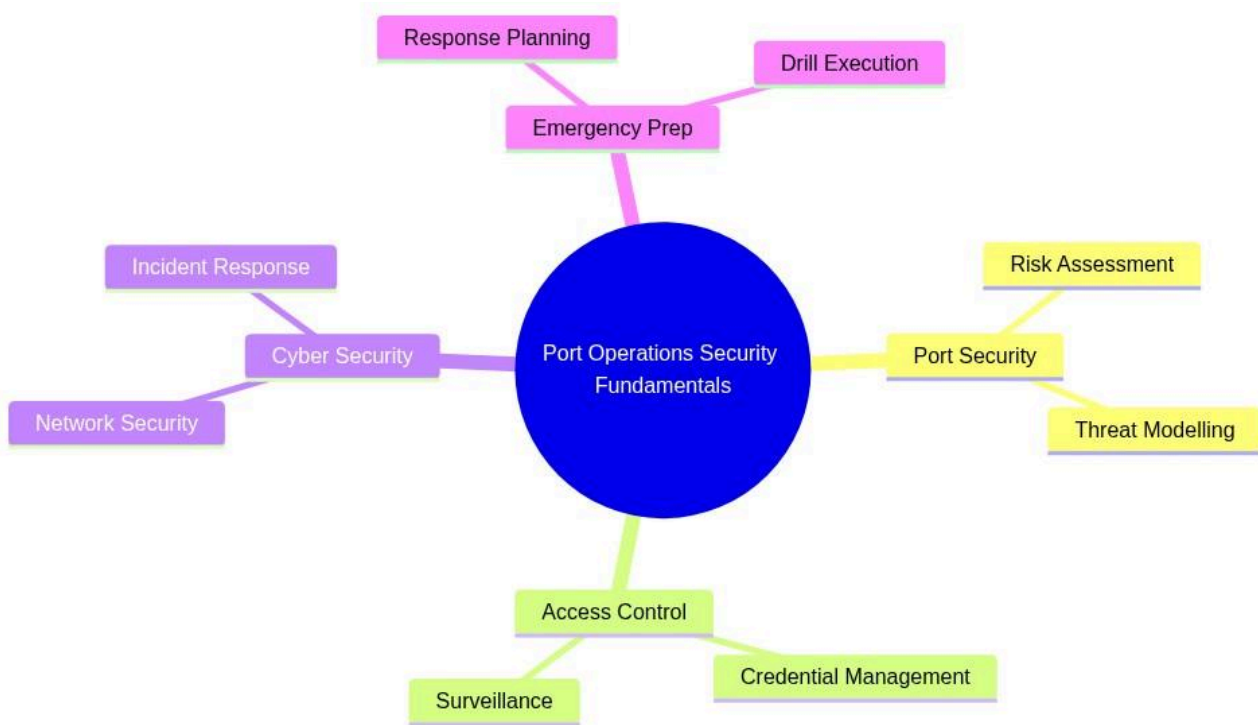 Response Planning
Drill Execution
Emergency Prep
Incident Response
Risk Assessment
Cyber Security
Port Operations Security
Fundamentals
Port Security
Network Security
Threat Modelling
Access Control
Credential Management
Surveillance